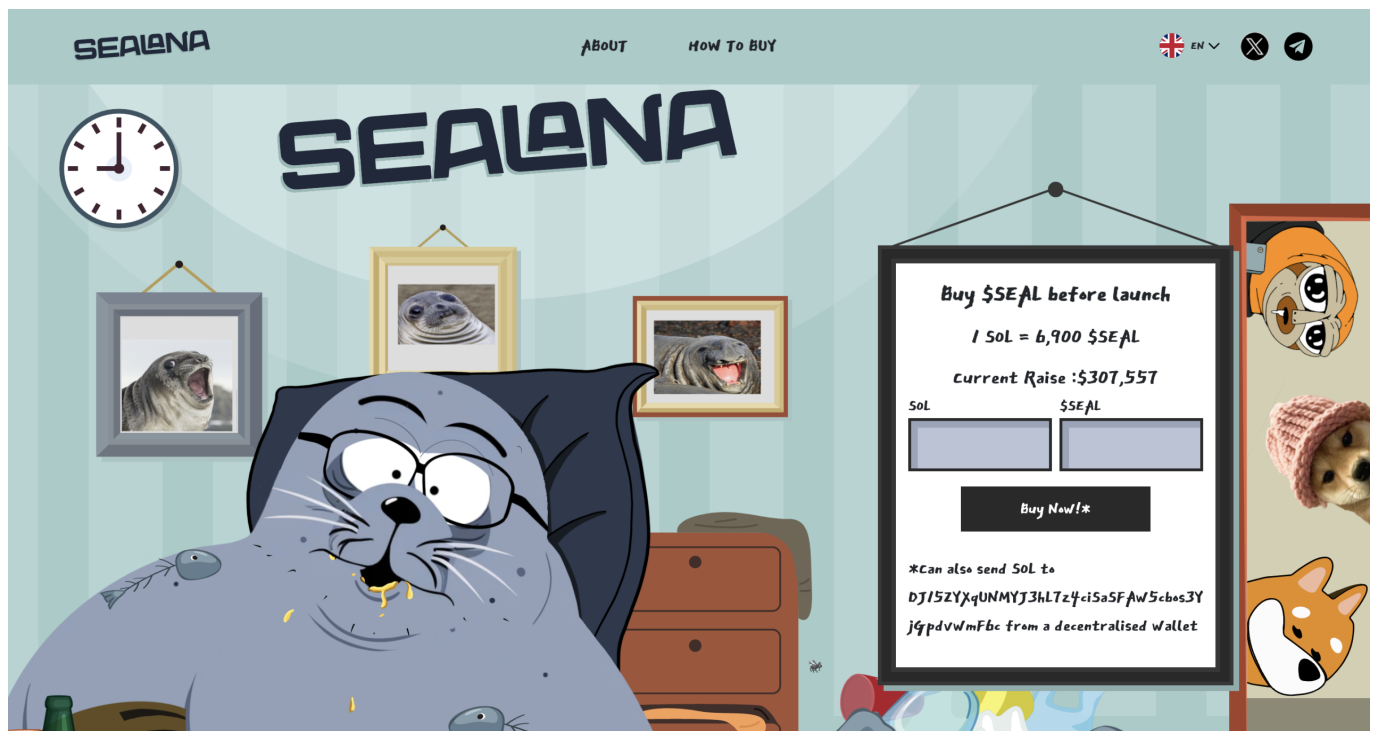 SEALANA
ABOUT
HOW TO BUY
EN
SEALANA
Buy $SEAL before launch
1 SOL = 6,900 $SEAL
Current Raise :$307,557
SOL
$SEAL
Buy Now!*
*Can also send SOL to
DJ15ZYXqUNMYJ3hL7z4ciSaSFAw5cbos3Y
jGpdvWmFbc from a decentralised wallet